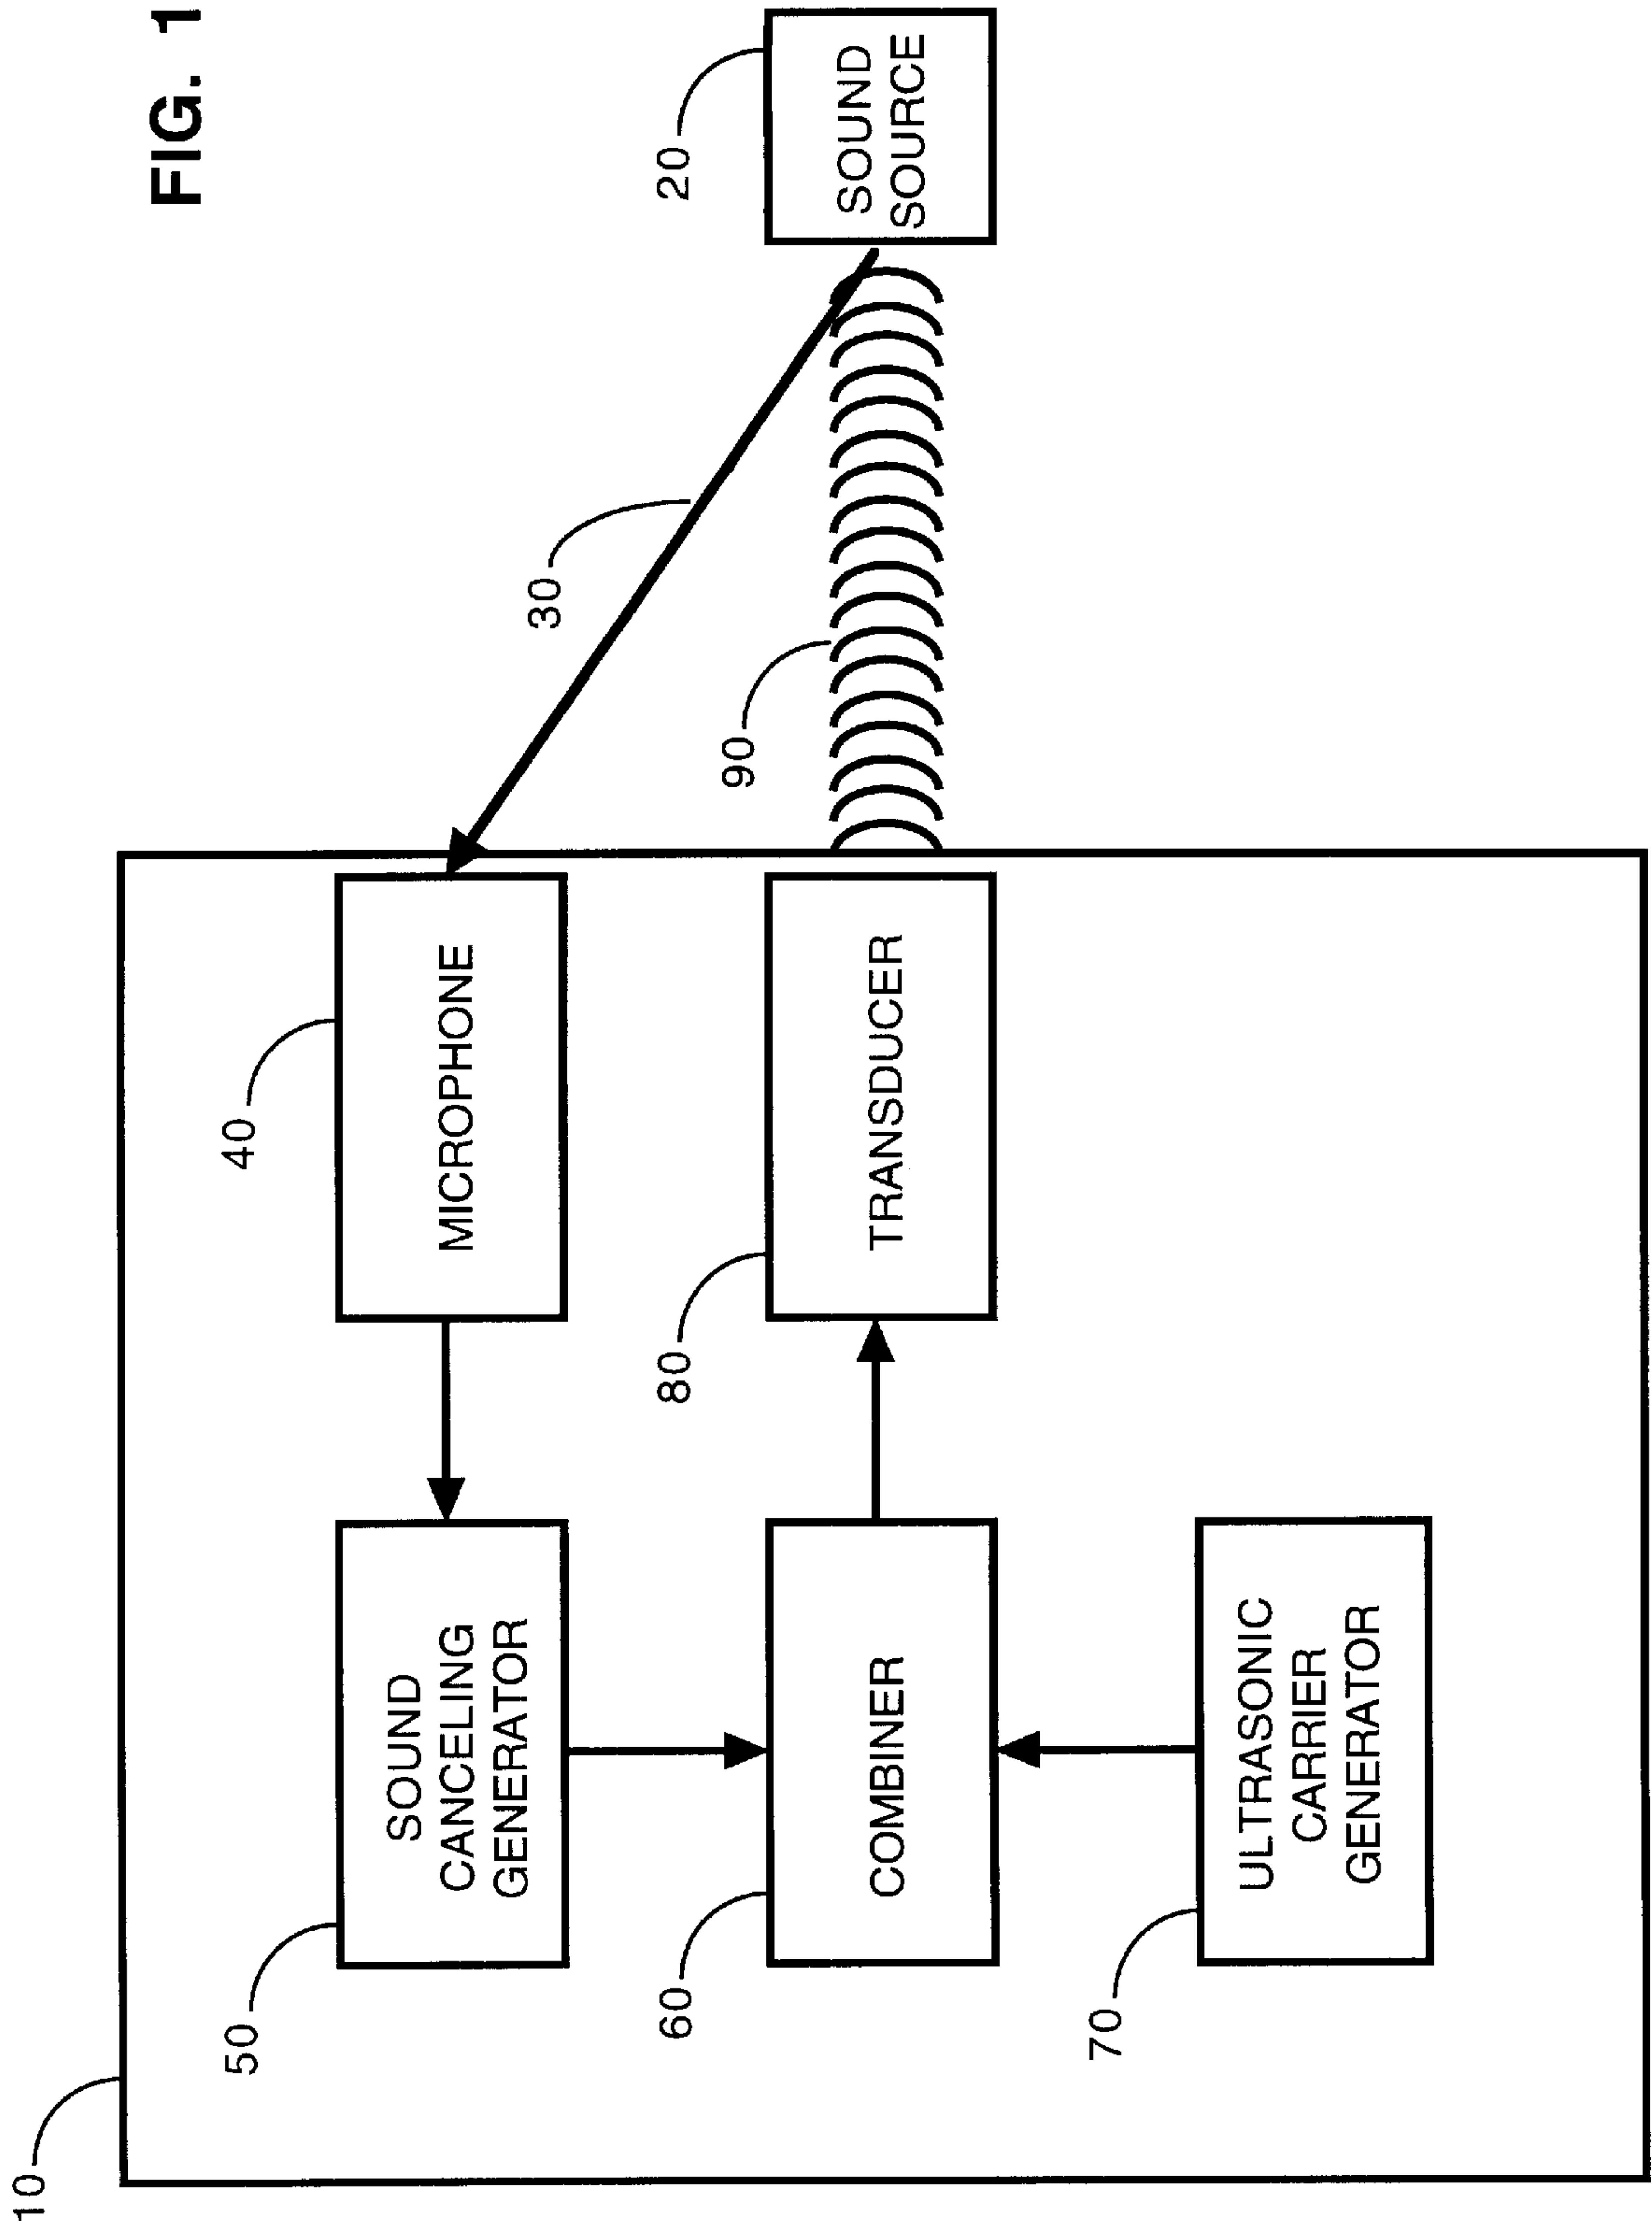 FIG. 1
10
40
MICROPHONE
50
SOUND
CANCELING
GENERATOR
30
20
SOUND
SOURCE
60
COMBINER
80
TRANSDUCER
90
70
ULTRASONIC
CARRIER
GENERATOR